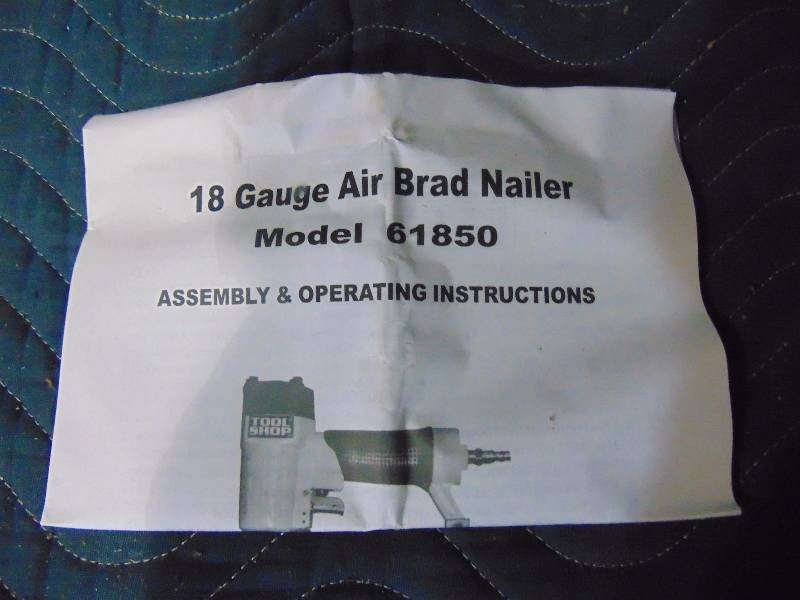 18 Gauge Air Brad Nailer
Model 61850
ASSEMBLY & OPERATING INSTRUCTIONS
TOOL
SHOP